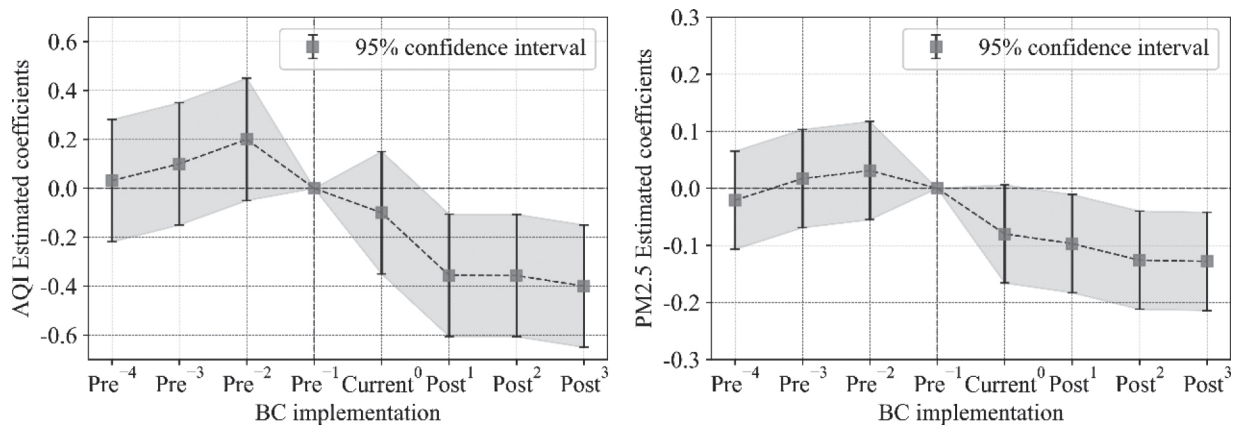 AQI Estimated coefficients
0.6
0.4
0.2
0.0
-0.2
-0.4
-0.6
95% confidence interval
Pre⁻⁴ Pre⁻³ Pre⁻² Pre⁻¹ Current⁰ Post¹ Post² Post³
BC implementation
PM2.5 Estimated coefficients
0.3
0.2
0.1
0.0
-0.1
-0.2
-0.3
95% confidence interval
Pre⁻⁴ Pre⁻³ Pre⁻² Pre⁻¹ Current⁰ Post¹ Post² Post³
BC implementation